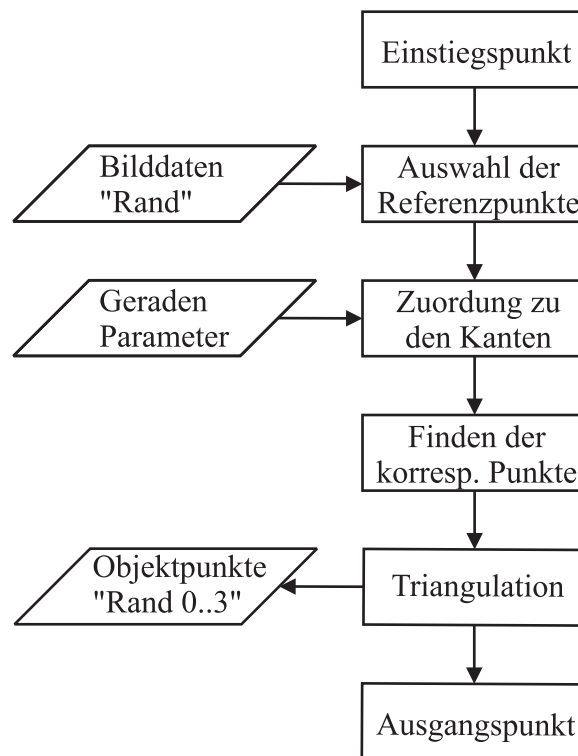 Einstiegspunkt
Bilddaten
"Rand"
Auswahl der
Referenzpunkte
Geraden
Parameter
Zuordung zu
den Kanten
Finden der
korresp. Punkte
Objektpunkte
"Rand 0..3"
Triangulation
Ausgangspunkt